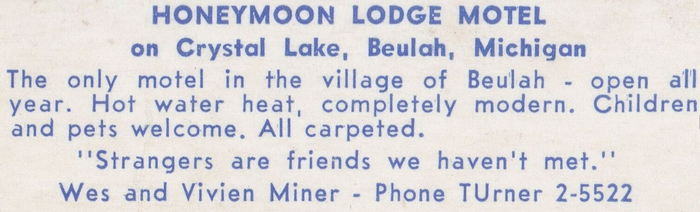 HONEYMOON LODGE MOTEL
on Crystal Lake, Beulah, Michigan
The only motel in the village of Beulah - open all
year. Hot water heat, completely modern. Children
and pets welcome. All carpeted.
"Strangers are friends we haven't met."
Wes and Vivien Miner - Phone TUrner 2-5522